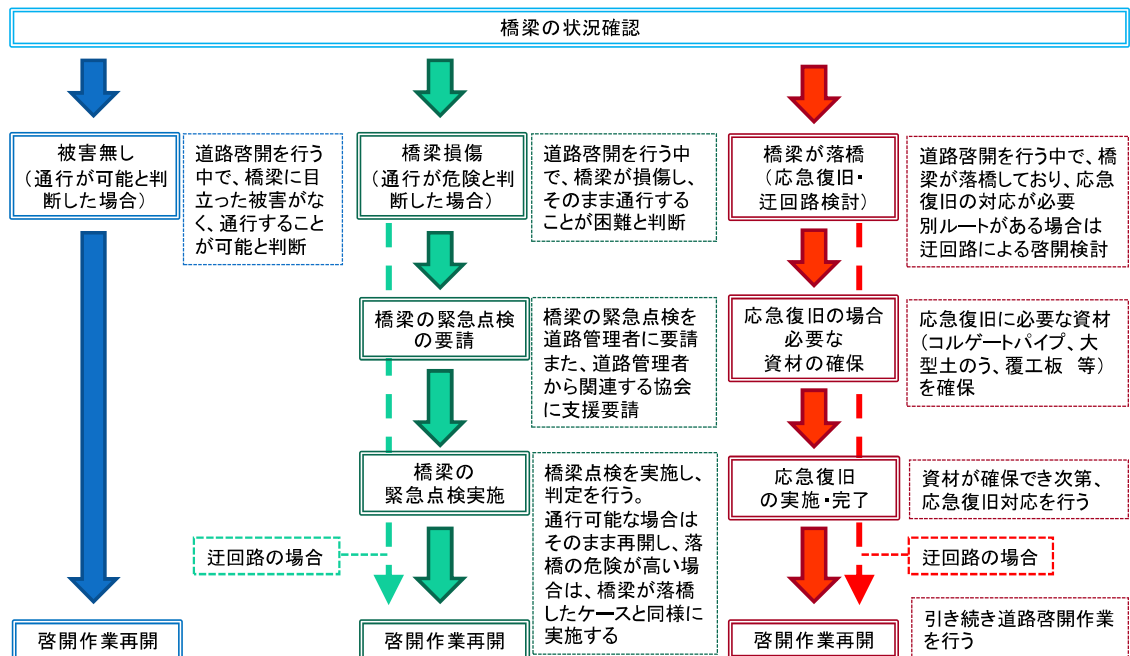 橋梁の状況確認
被害無し
（通行が可能と判
断した場合）
道路啓開を行う
中で、橋梁に目
立った被害がな
く、通行すること
が可能と判断
橋梁損傷
（通行が危険と判
断した場合）
道路啓開を行う中
で、橋梁が損傷し、
そのまま通行する
ことが困難と判断
橋梁が落橋
（応急復旧・
迂回路検討）
道路啓開を行う中で、橋
梁が落橋しており、応急
復旧の対応が必要
別ルートがある場合は
迂回路による啓開検討
橋梁の緊急点検
の要請
橋梁の緊急点検を
道路管理者に要請
また、道路管理者
から関連する協会
に支援要請
応急復旧の場合
必要な
資材の確保
応急復旧に必要な資材
（コルゲートパイプ、大
型土のう、覆工板　等）
を確保
橋梁の
緊急点検実施
橋梁点検を実施し、
判定を行う。
通行可能な場合は
そのまま再開し、落
橋の危険が高い場
合は、橋梁が落橋
したケースと同様に
実施する
応急復旧
の実施・完了
資材が確保でき次第、
応急復旧対応を行う
迂回路の場合
迂回路の場合
啓開作業再開
啓開作業再開
啓開作業再開
引き続き道路啓開作業
を行う